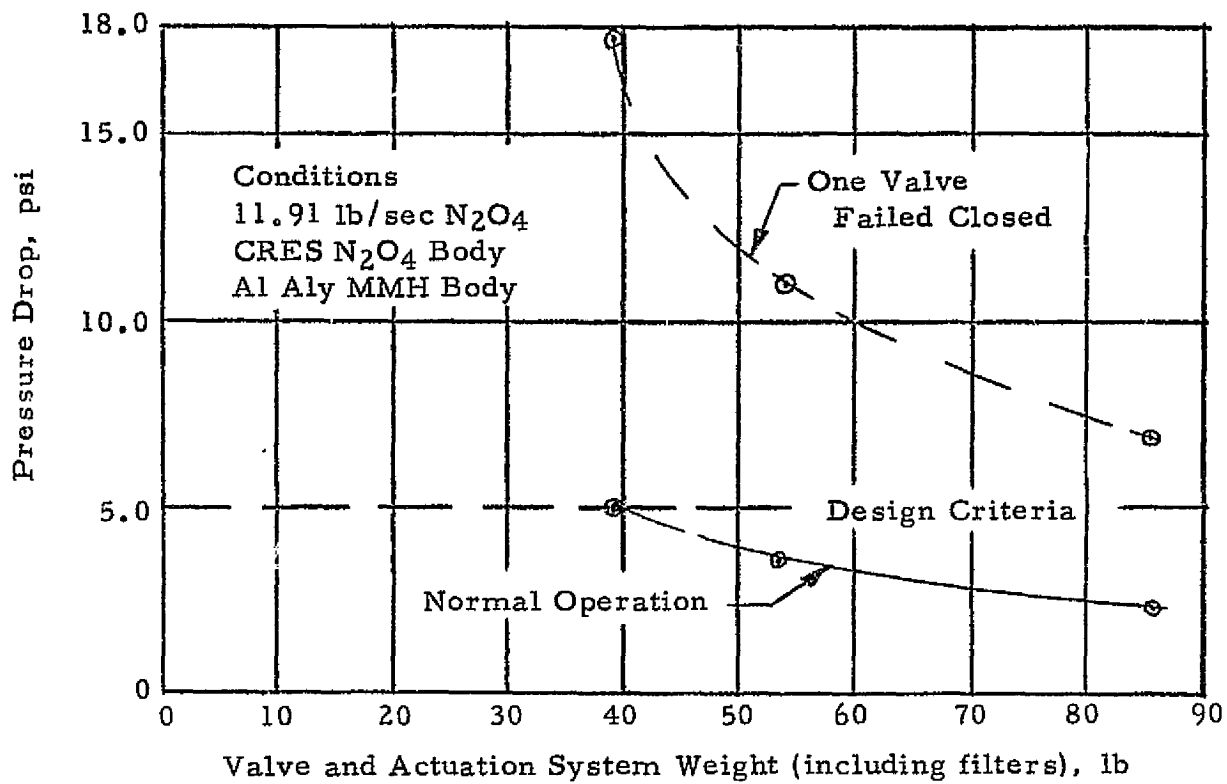 18.0
15.0
10.0
5.0
0
Pressure Drop, psi
Conditions
11.91 lb/sec N₂O₄
CRES N₂O₄ Body
Al Aly MMH Body
One Valve
Failed Closed
Design Criteria
Normal Operation
0 10 20 30 40 50 60 70 80 90
Valve and Actuation System Weight (including filters), lb